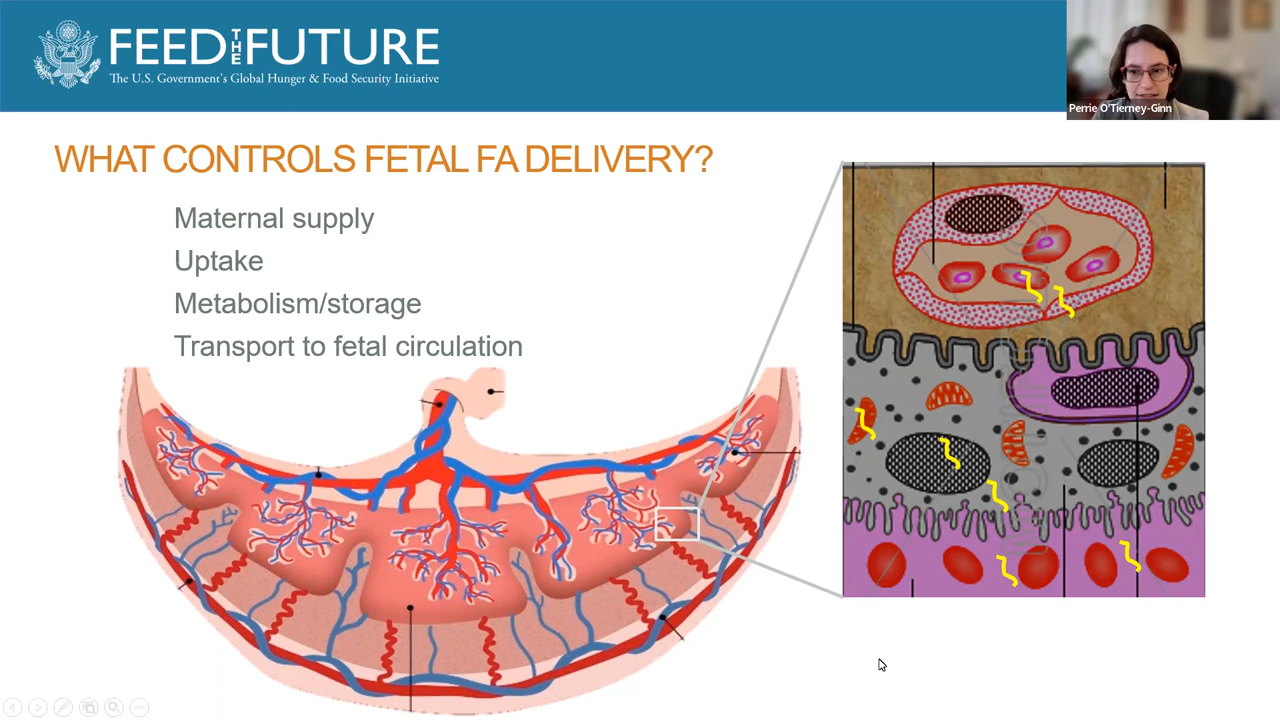 FEED THE FUTURE
The U.S. Government's Global Hunger & Food Security Initiative
Perrie O'Tierney-Ginn
WHAT CONTROLS FETAL FA DELIVERY?
Maternal supply
Uptake
Metabolism/storage
Transport to fetal circulation